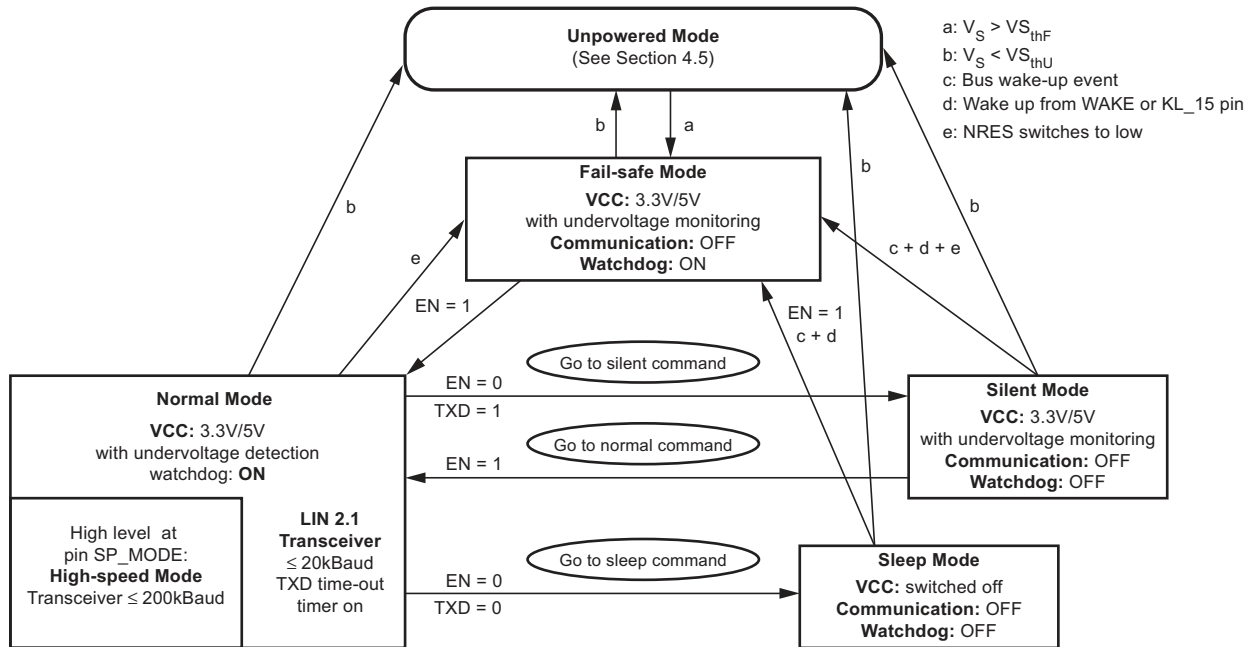 Unpowered Mode
(See Section 4.5)
a: VS > VSthF
b: VS < VSthU
c: Bus wake-up event
d: Wake up from WAKE or KL_15 pin
e: NRES switches to low
b
a
Fail-safe Mode
VCC: 3.3V/5V
with undervoltage monitoring
Communication: OFF
Watchdog: ON
b
b
b
e
c + d + e
EN = 1
EN = 1
c + d
Go to silent command
EN = 0
TXD = 1
Go to normal command
EN = 1
Go to sleep command
EN = 0
TXD = 0
Normal Mode
VCC: 3.3V/5V
with undervoltage detection
watchdog: ON
High level at
pin SP_MODE:
High-speed Mode
Transceiver ≤ 200kBaud
LIN 2.1
Transceiver
≤ 20kBaud
TXD time-out
timer on
Silent Mode
VCC: 3.3V/5V
with undervoltage monitoring
Communication: OFF
Watchdog: OFF
Sleep Mode
VCC: switched off
Communication: OFF
Watchdog: OFF